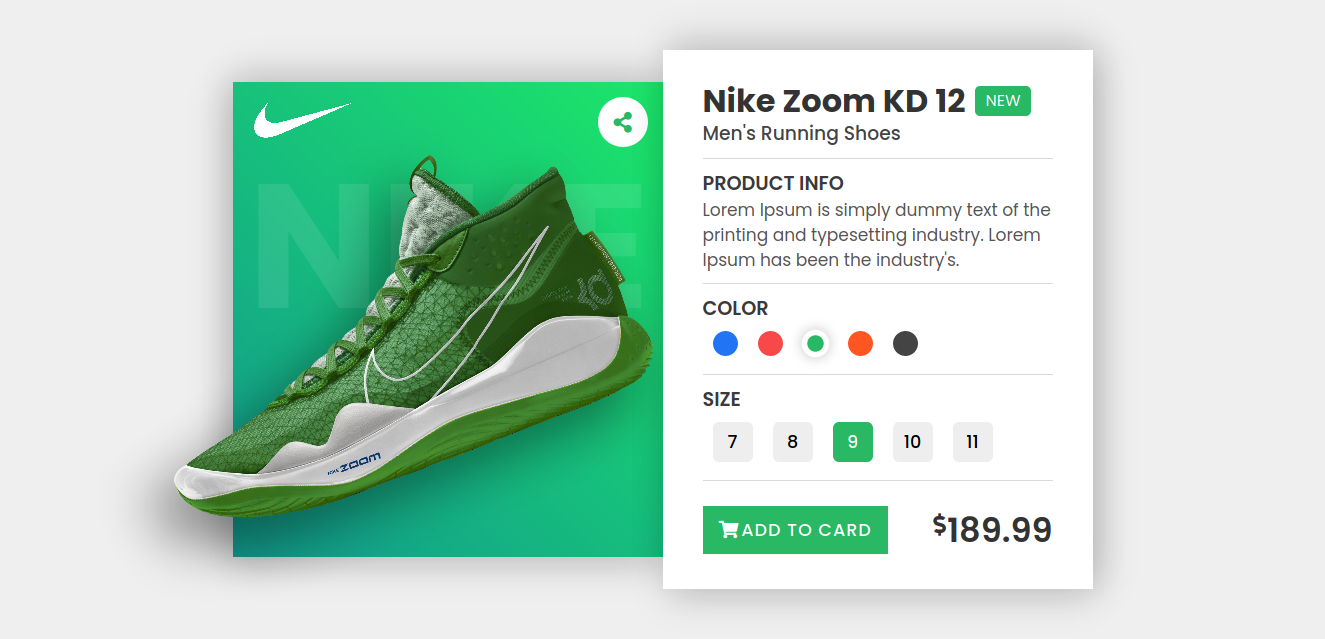 NIKE
ZOOM
Nike Zoom KD 12 NEW
Men's Running Shoes
PRODUCT INFO
Lorem Ipsum is simply dummy text of the
printing and typesetting industry. Lorem
Ipsum has been the industry's.
COLOR
SIZE
7 8 9 10 11
ADD TO CARD $189.99